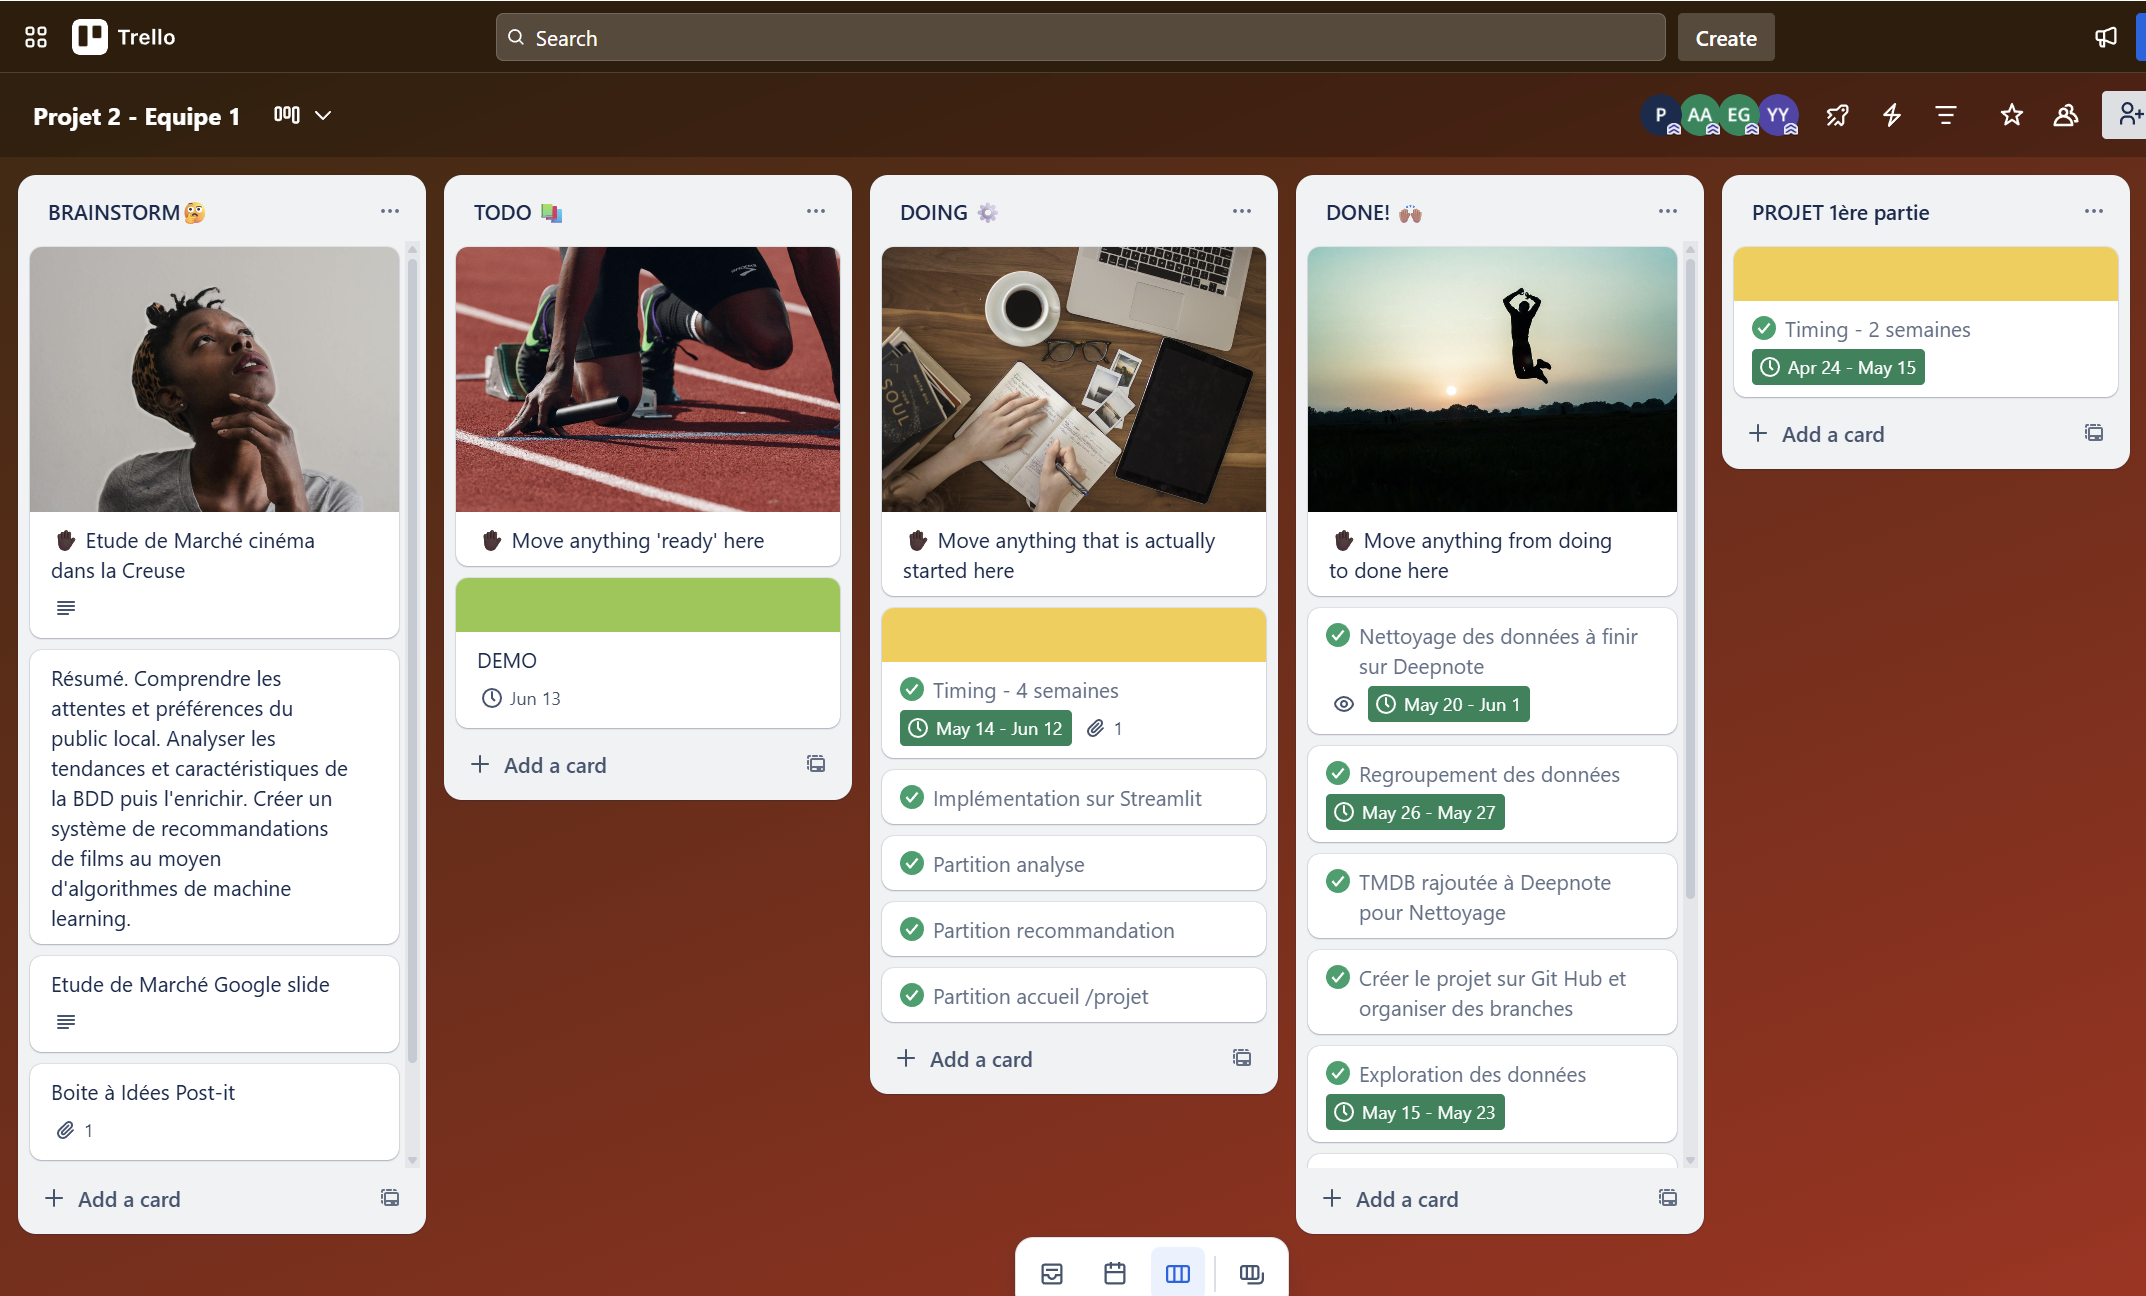 Trello
Search
Create
Projet 2 - Equipe 1
P AA EG YY
BRAINSTORM🤔
Etude de Marché cinéma
dans la Creuse
Résumé. Comprendre les
attentes et préférences du
public local. Analyser les
tendances et caractéristiques de
la BDD puis l'enrichir. Créer un
système de recommandations
de films au moyen
d'algorithmes de machine
learning.
Etude de Marché Google slide
Boite à Idées Post-it
1
+ Add a card
TODO 📚
Move anything 'ready' here
DEMO
Jun 13
+ Add a card
DOING ⚙️
SOUL
Move anything that is actually
started here
Timing - 4 semaines
May 14 - Jun 12 1
Implémentation sur Streamlit
Partition analyse
Partition recommandation
Partition accueil /projet
+ Add a card
DONE! 🙌🏽
Move anything from doing
to done here
Nettoyage des données à finir
sur Deepnote
May 20 - Jun 1
Regroupement des données
May 26 - May 27
TMDB rajoutée à Deepnote
pour Nettoyage
Créer le projet sur Git Hub et
organiser des branches
Exploration des données
May 15 - May 23
+ Add a card
PROJET 1ère partie
Timing - 2 semaines
Apr 24 - May 15
+ Add a card